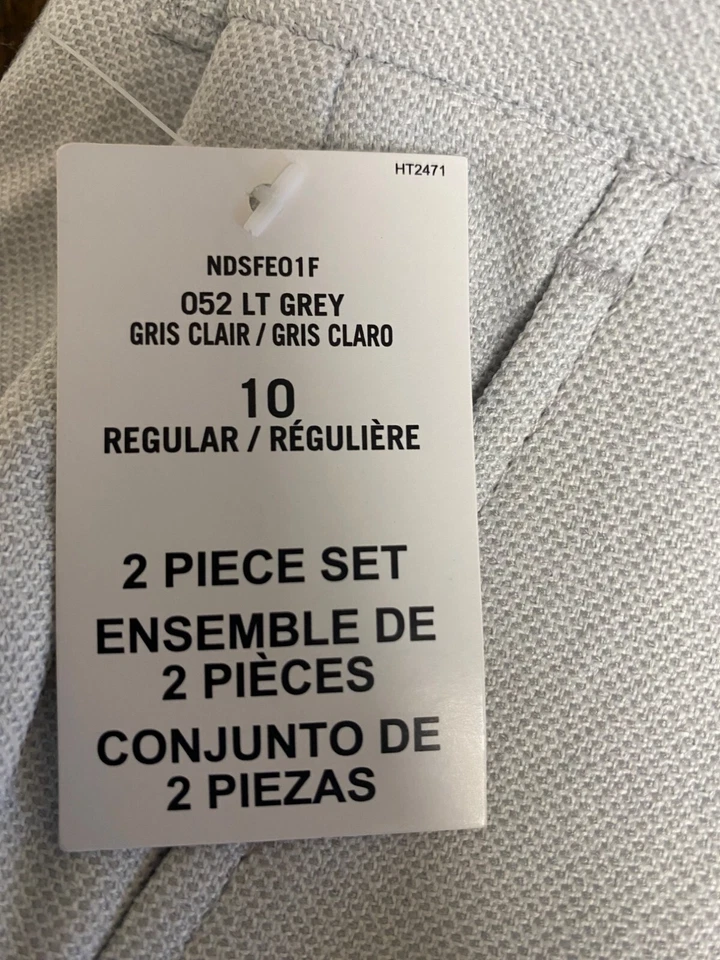 HT2471
NDSFE01F
052 LT GREY
GRIS CLAIR / GRIS CLARO
10
REGULAR / RÉGULIÈRE
2 PIECE SET
ENSEMBLE DE
2 PIÈCES
CONJUNTO DE
2 PIEZAS